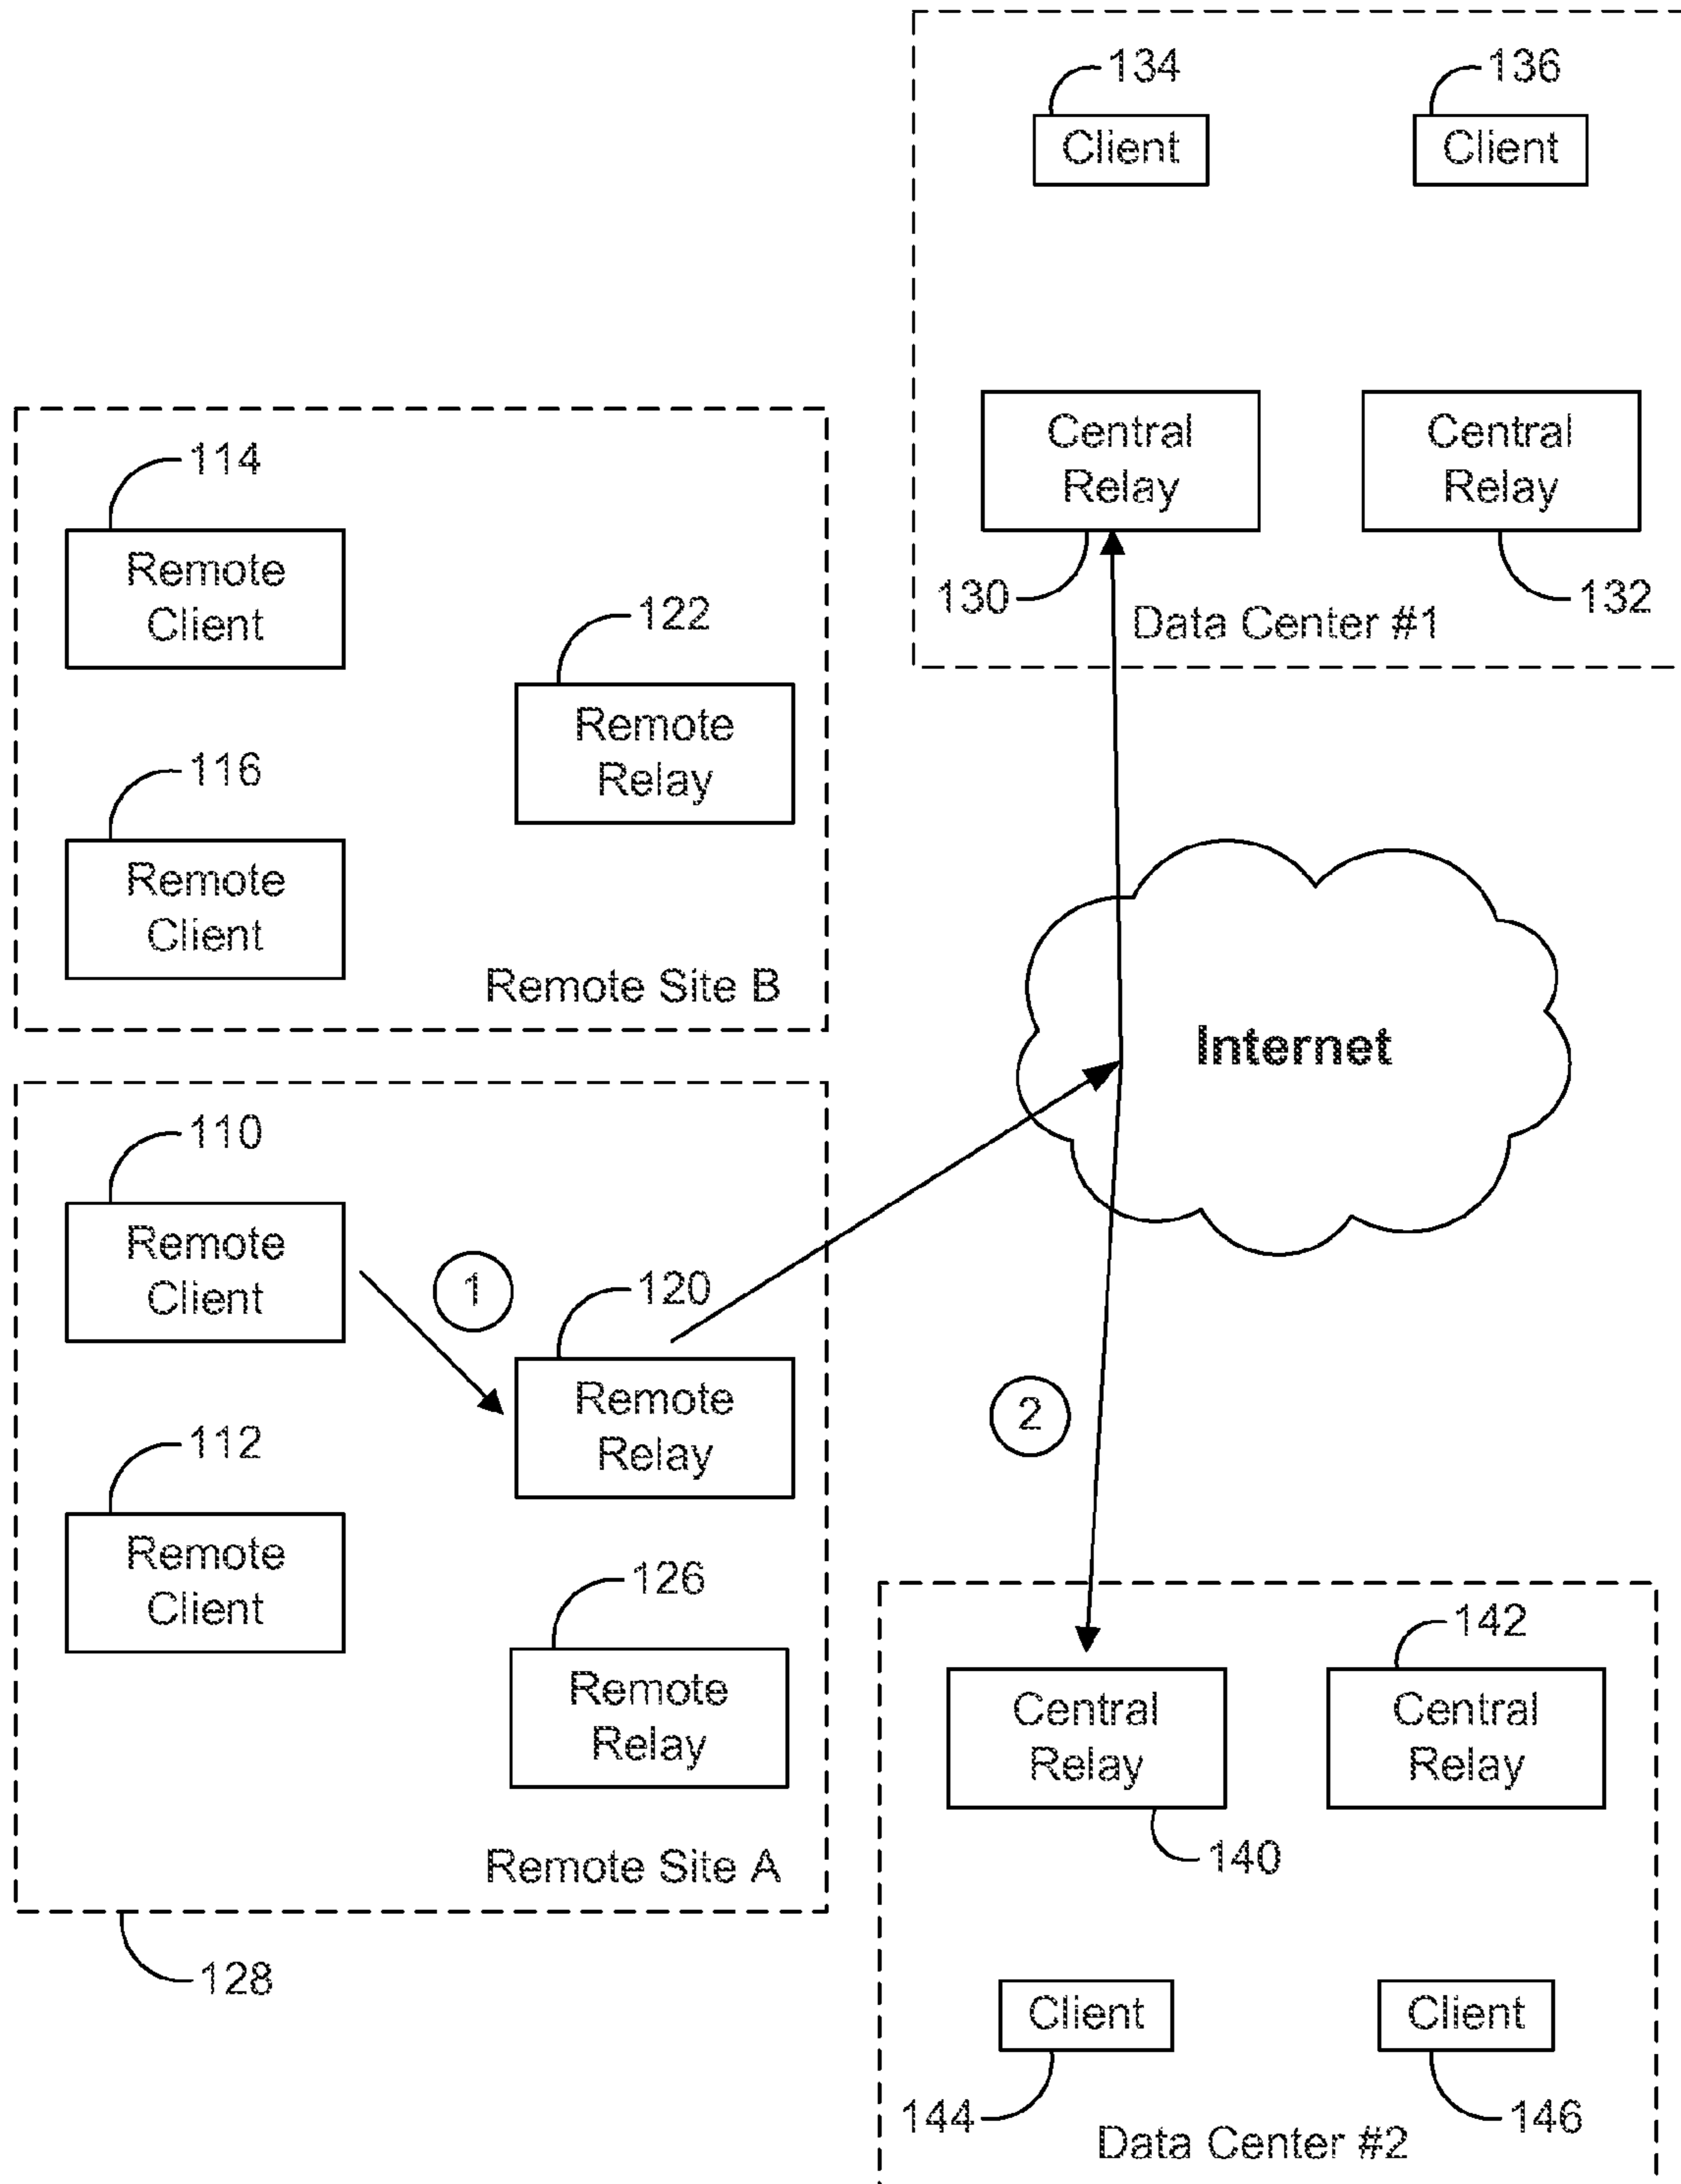 134
136
Client
Client
Central
Relay
Central
Relay
130
132
Data Center #1
114
Remote
Client
122
Remote
Relay
116
Remote
Client
Remote Site B
Internet
110
Remote
Client
1
120
Remote
Relay
2
112
Remote
Client
126
Remote
Relay
Remote Site A
128
142
Central
Relay
Central
Relay
140
Client
Client
144
146
Data Center #2